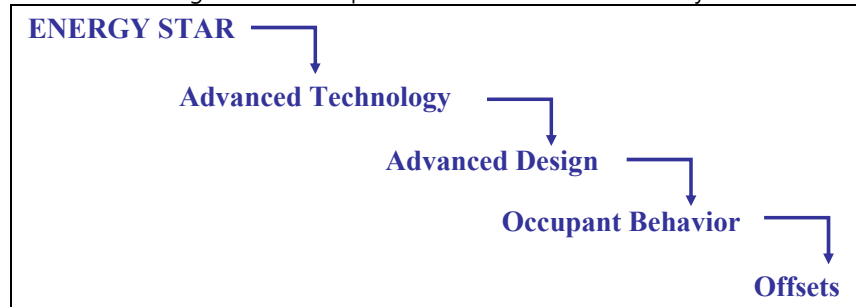 ENERGY STAR
Advanced Technology
Advanced Design
Occupant Behavior
Offsets